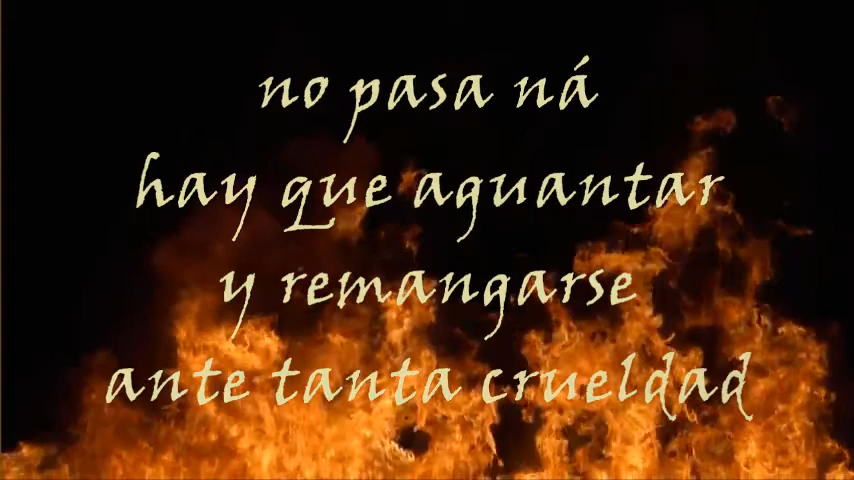 no pasa ná
hay que aguantar
y remangarse
ante tanta crueldad